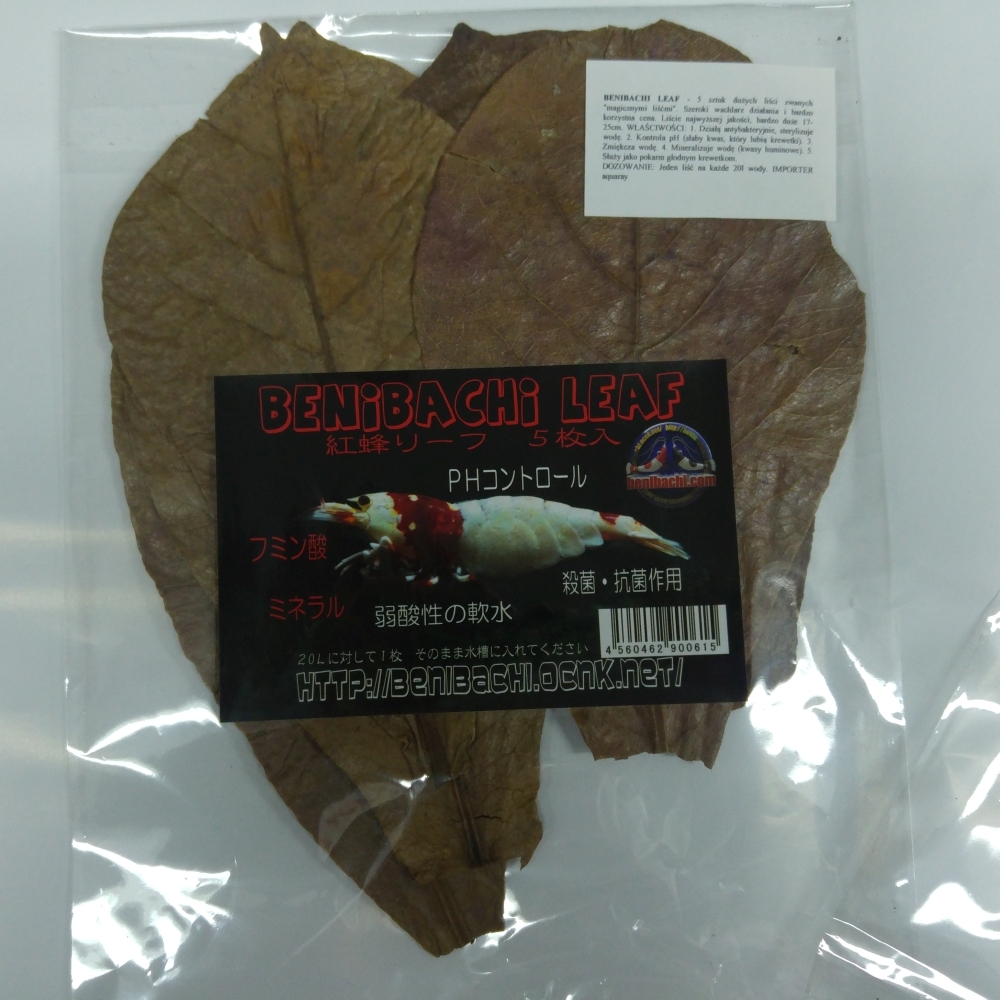 BENIBACHI LEAF - 5 sztuk dużych liści zwanych
"magicznymi liśćmi". Szeroki wachlarz działania i bardzo
korzystna cena. Liście najwyższej jakości, bardzo duże 17-
25cm. WŁAŚCIWOŚCI: 1. Działą antybakteryjnie, sterylizuje
wodę. 2. Kontrola pH (słaby kwas, który lubią krewetki). 3.
Zmiękcza wodę. 4. Mineralizuje wodę (kwasy huminowe). 5.
Służy jako pokarm głodnym krewetkom.
DOZOWANIE: Jeden liść na każde 20l wody. IMPORTER
aquaray
BENiBACHi LEAF
紅蜂リーフ 5枚入
benibachi.com
PHコントロール
フミン酸
殺菌・抗菌作用
ミネラル
弱酸性の軟水
4 560462 900615
20Lに対して1枚 そのまま水槽に入れてください
HTTP://BENIBACHI.OCNK.NET/